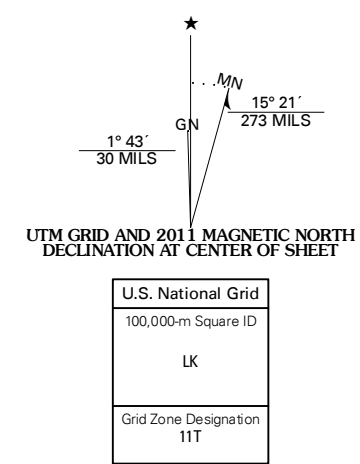 ★
MN
GN
15° 21´
273 MILS
1° 43´
30 MILS
UTM GRID AND 2011 MAGNETIC NORTH
DECLINATION AT CENTER OF SHEET
U.S. National Grid
100,000-m Square ID
LK
Grid Zone Designation
11T